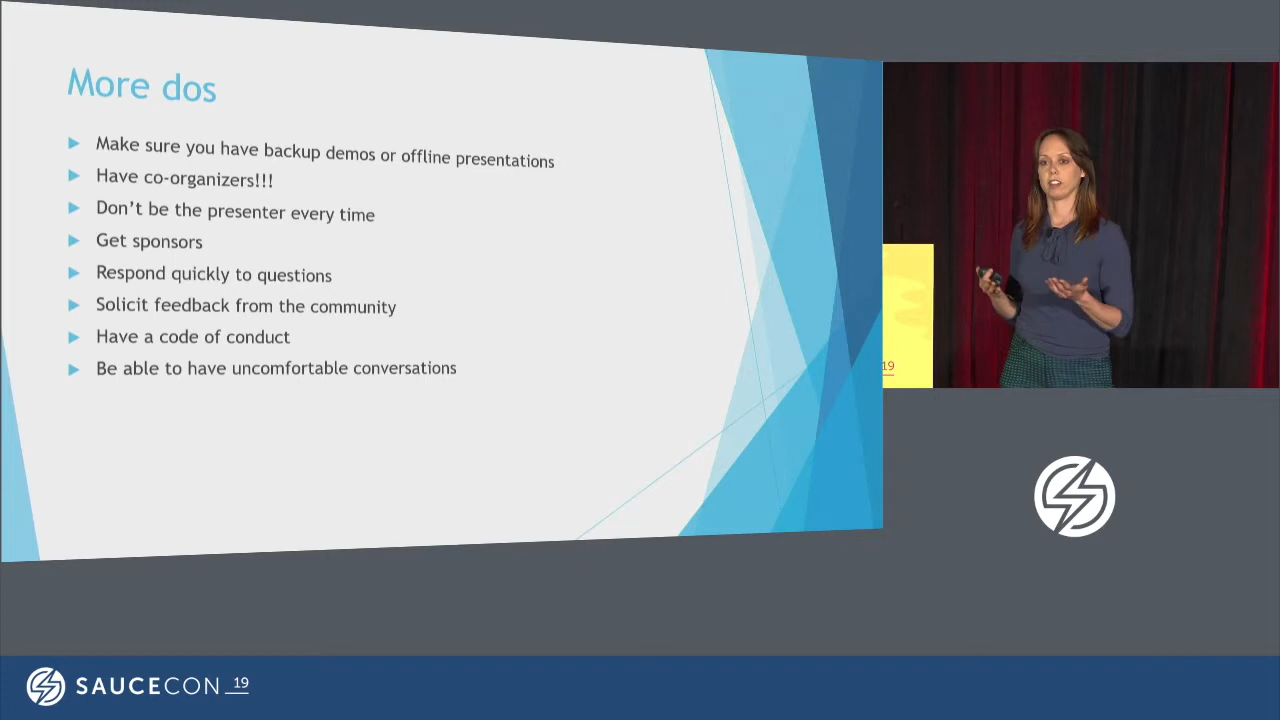 More dos
Make sure you have backup demos or offline presentations
Have co-organizers!!!
Don't be the presenter every time
Get sponsors
Respond quickly to questions
Solicit feedback from the community
Have a code of conduct
Be able to have uncomfortable conversations
19
SAUCECON 19